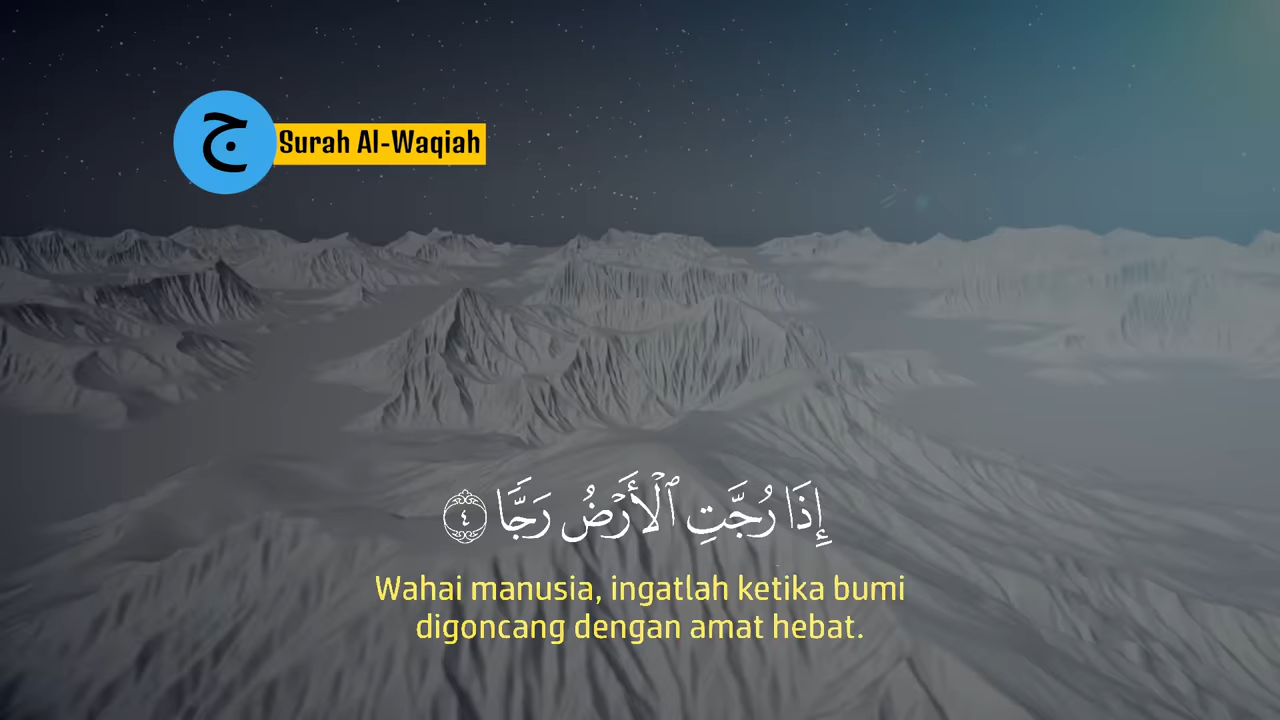 ج
Surah Al-Waqiah
إِذَا رُجَّتِ ٱلْأَرْضُ رَجًّا ٤
Wahai manusia, ingatlah ketika bumi
digoncang dengan amat hebat.